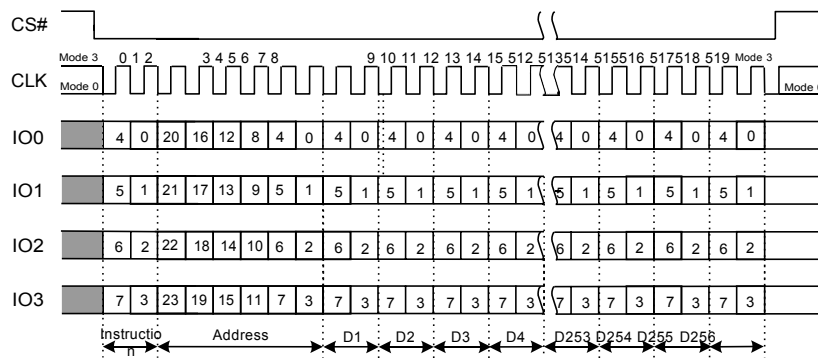 CS#
Mode 3 0 1 2 3 4 5 6 7 8 9 10 11 12 13 14 15 512 513 514 515 516 517 518 519 Mode 3
CLK
Mode 0 Mode 0
IO0 4 0 20 16 12 8 4 0 4 0 4 0 4 0 4 0 4 0 4 0 4 0 4 0
IO1 5 1 21 17 13 9 5 1 5 1 5 1 5 1 5 1 5 1 5 1 5 1 5 1
IO2 6 2 22 18 14 10 6 2 6 2 6 2 6 2 6 2 6 2 6 2 6 2 6 2
IO3 7 3 23 19 15 11 7 3 7 3 7 3 7 3 7 3 7 3 7 3 7 3 7 3
Instructio
n
Address D1 D2 D3 D4 D253 D254 D255 D256